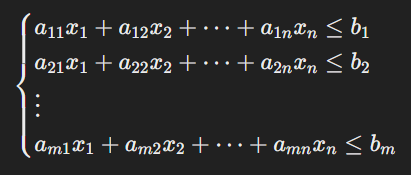 a₁₁x₁ + a₁₂x₂ + ⋯ + a₁ₙxₙ ≤ b₁
a₂₁x₁ + a₂₂x₂ + ⋯ + a₂ₙxₙ ≤ b₂
⋮
aₘ₁x₁ + aₘ₂x₂ + ⋯ + aₘₙxₙ ≤ bₘ